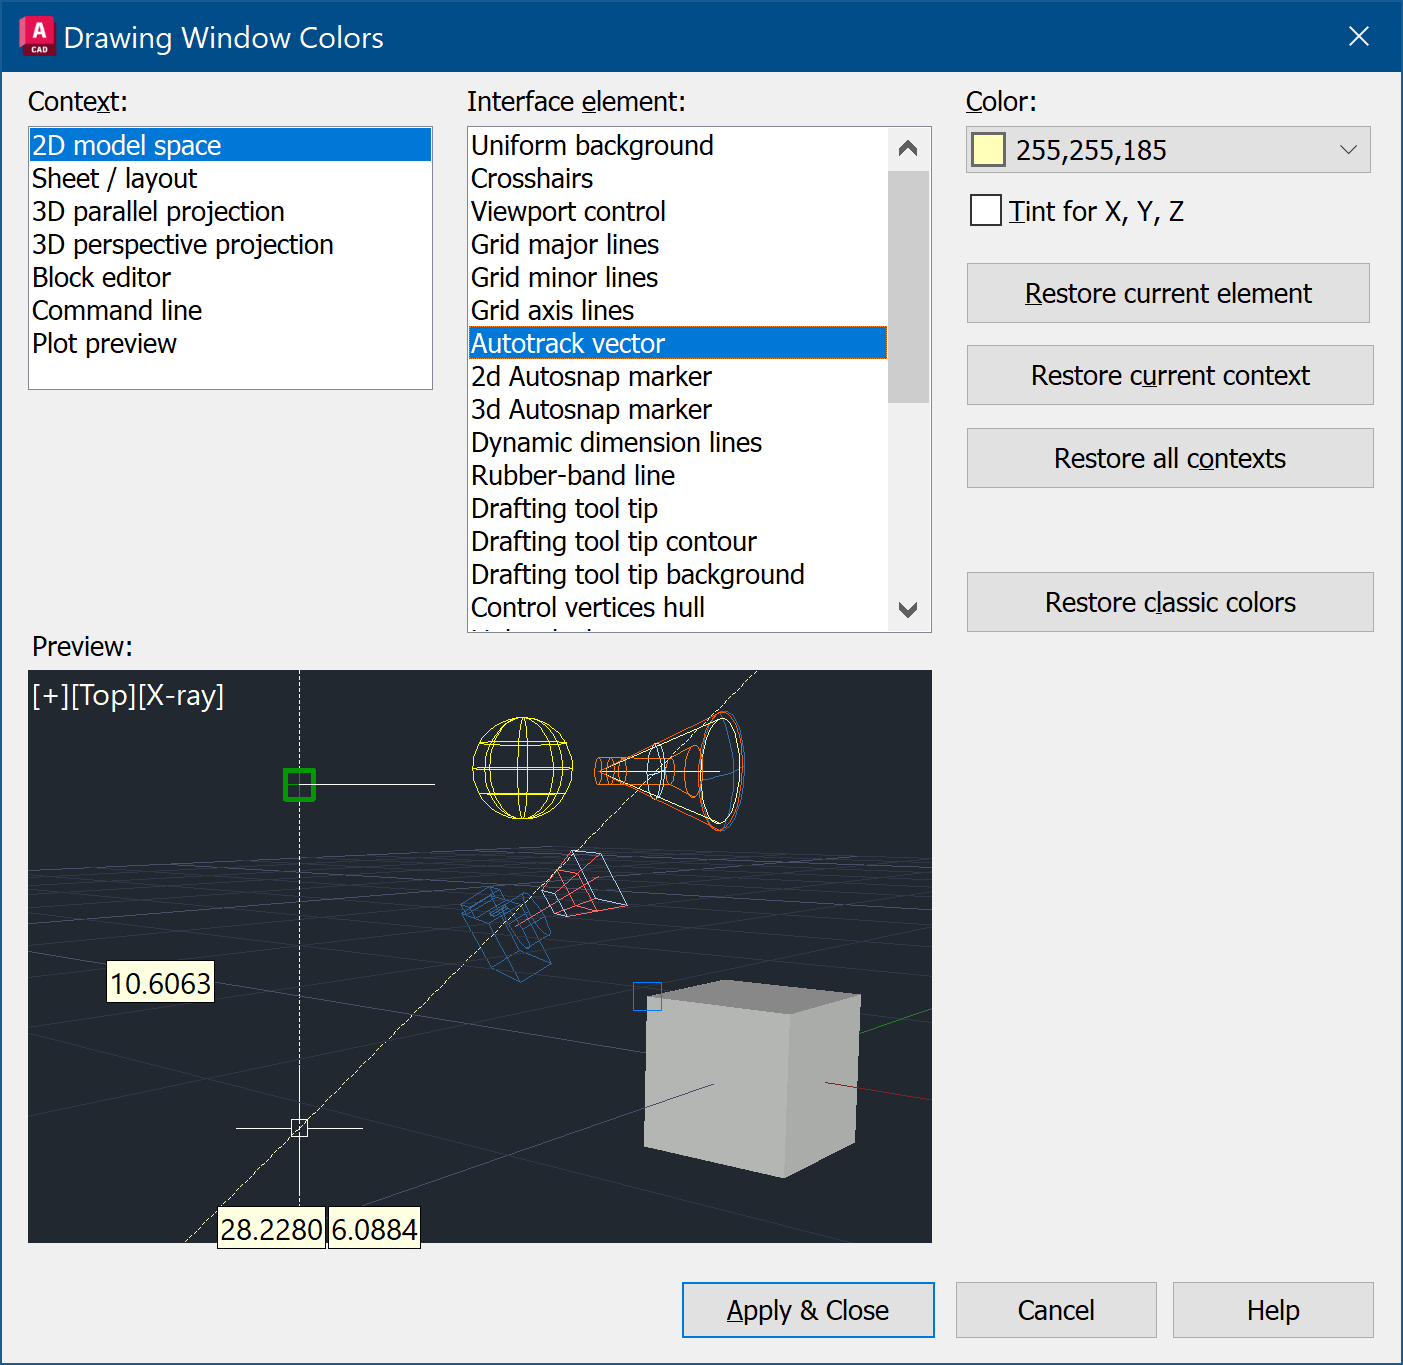 A
CAD
Drawing Window Colors
Context:
2D model space
Sheet / layout
3D parallel projection
3D perspective projection
Block editor
Command line
Plot preview
Interface element:
Uniform background
Crosshairs
Viewport control
Grid major lines
Grid minor lines
Grid axis lines
Autotrack vector
2d Autosnap marker
3d Autosnap marker
Dynamic dimension lines
Rubber-band line
Drafting tool tip
Drafting tool tip contour
Drafting tool tip background
Control vertices hull
Color:
255,255,185
Tint for X, Y, Z
Restore current element
Restore current context
Restore all contexts
Restore classic colors
Preview:
[+][Top][X-ray]
10.6063
28.2280 6.0884
Apply & Close
Cancel
Help